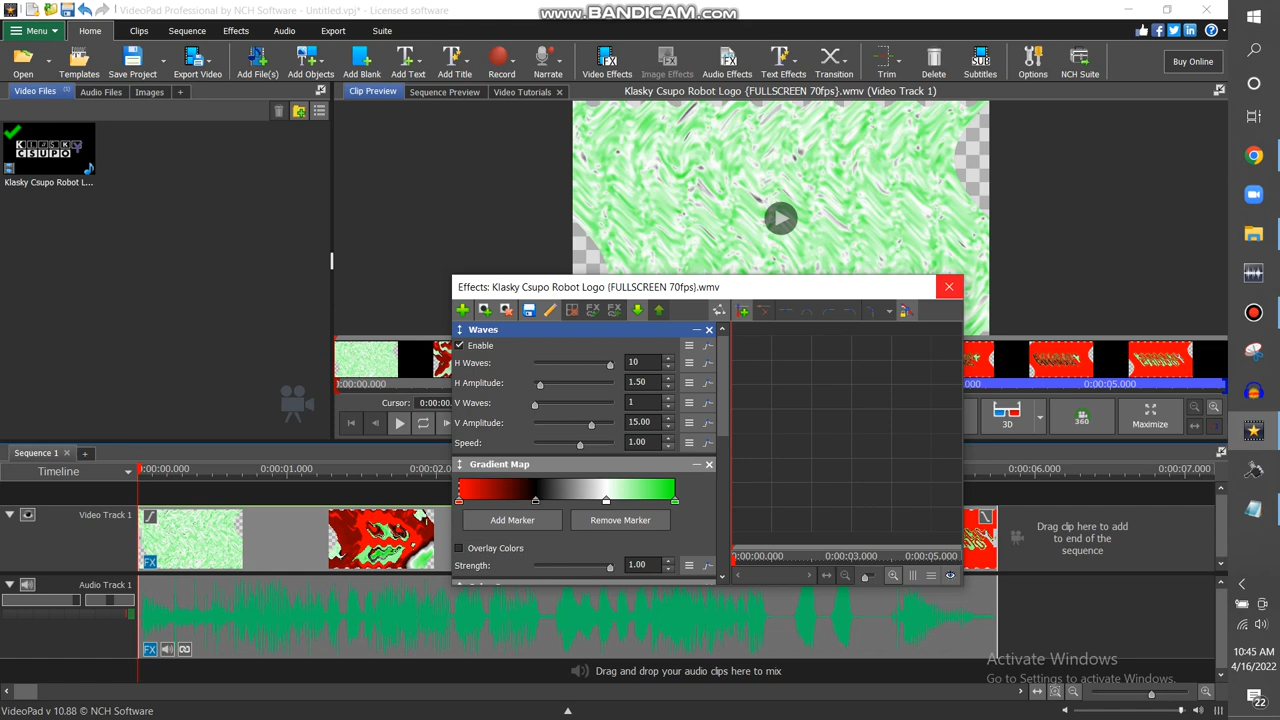 VideoPad Professional by NCH Software - Untitled.vpj* - Licensed software
www.BANDICAM.com
Menu Home Clips Sequence Effects Audio Export Suite
Open Templates Save Project Export Video Add File(s) Add Objects Add Blank Add Text Add Title Record Narrate Video Effects Image Effects Audio Effects Text Effects Transition Trim Delete Subtitles Options NCH Suite Buy Online
Video Files (1) Audio Files Images +
Clip Preview Sequence Preview Video Tutorials
Klasky Csupo Robot Logo {FULLSCREEN 70fps}.wmv (Video Track 1)
KLASKY
CSUPO
Klasky Csupo Robot L...
Effects: Klasky Csupo Robot Logo {FULLSCREEN 70fps}.wmv
Waves
Enable
H Waves: 10
H Amplitude: 1.50
V Waves: 1
V Amplitude: 15.00
Speed: 1.00
Gradient Map
Add Marker Remove Marker
Overlay Colors
Strength: 1.00
0:00:00.000 0:00:03.000 0:00:05.000
0:00:00.000
0:00:05.000
Cursor: 0:00:00.
3D 360 Maximize
Sequence 1
Timeline
0:00:00.000 0:00:01.000 0:00:02.0 0:00:06.000 0:00:07.000
Video Track 1
FX
Drag clip here to add
to end of the
sequence
Audio Track 1
FX
Drag and drop your audio clips here to mix
Activate Windows
Go to Settings to activate Windows.
VideoPad v 10.88 © NCH Software
10:45 AM
4/16/2022
22